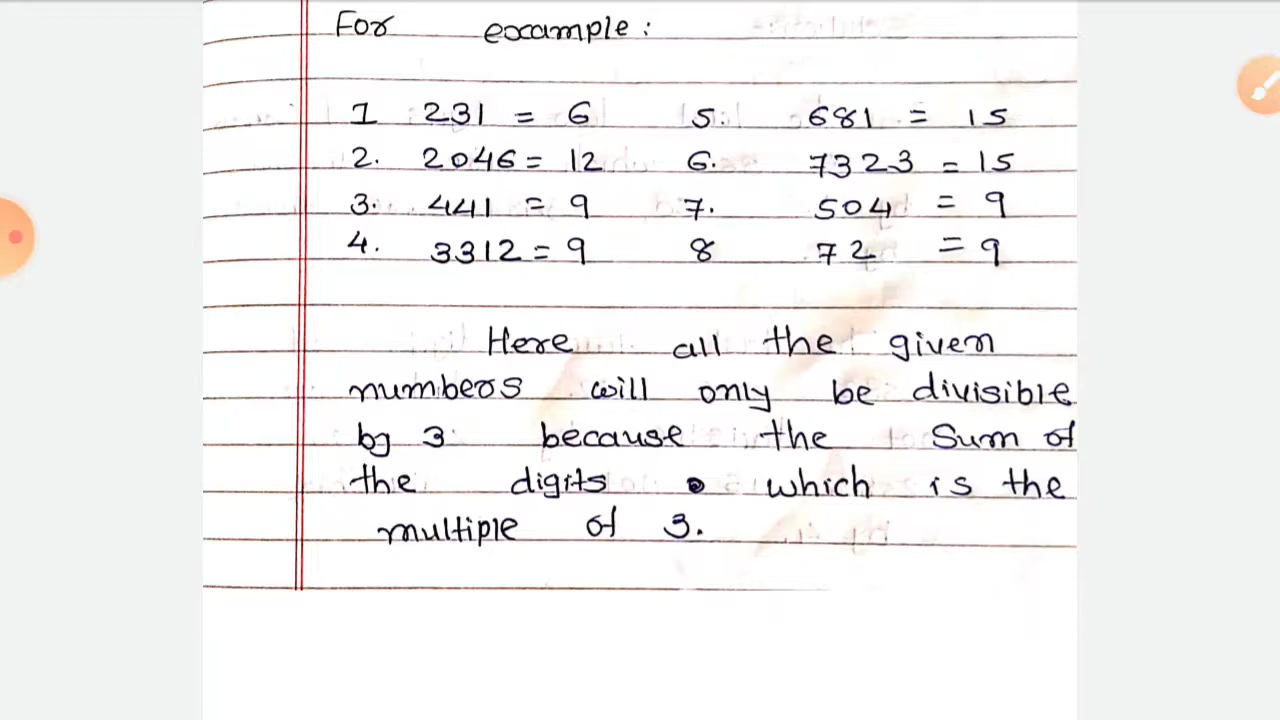 For example:
1 231 = 6 5. 681 = 15
2. 2046 = 12 6. 7323 = 15
3. 441 = 9 7. 504 = 9
4. 3312 = 9 8 72 = 9
Here all the given
numbers will only be divisible
by 3 because the Sum of
the digits which is the
multiple of 3.